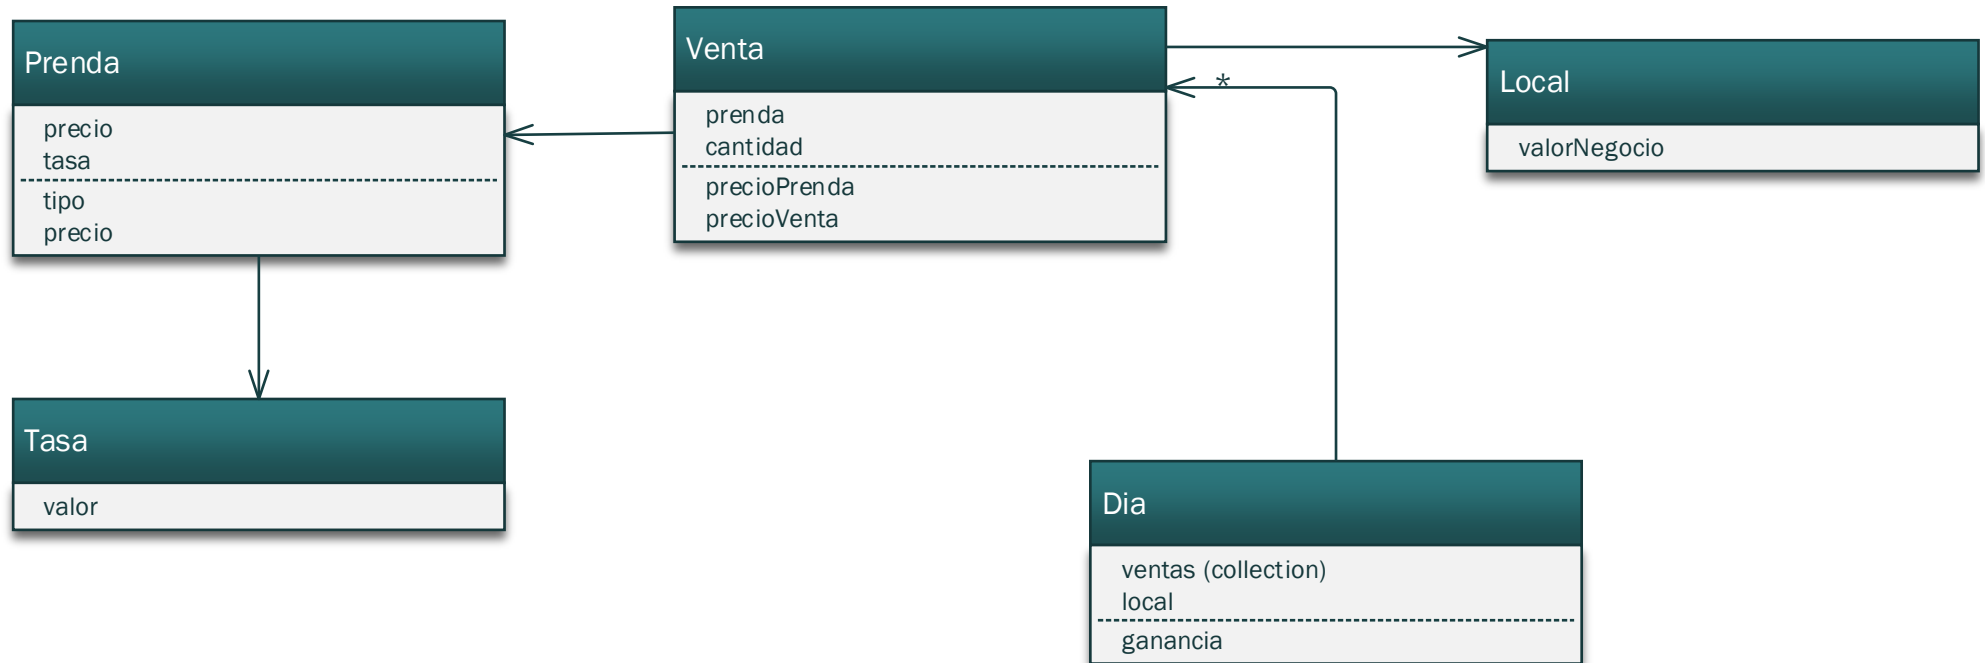 Prenda
precio
tasa
tipo
precio
Venta
prenda
cantidad
precioPrenda
precioVenta
*
Local
valorNegocio
Tasa
valor
Dia
ventas (collection)
local
ganancia